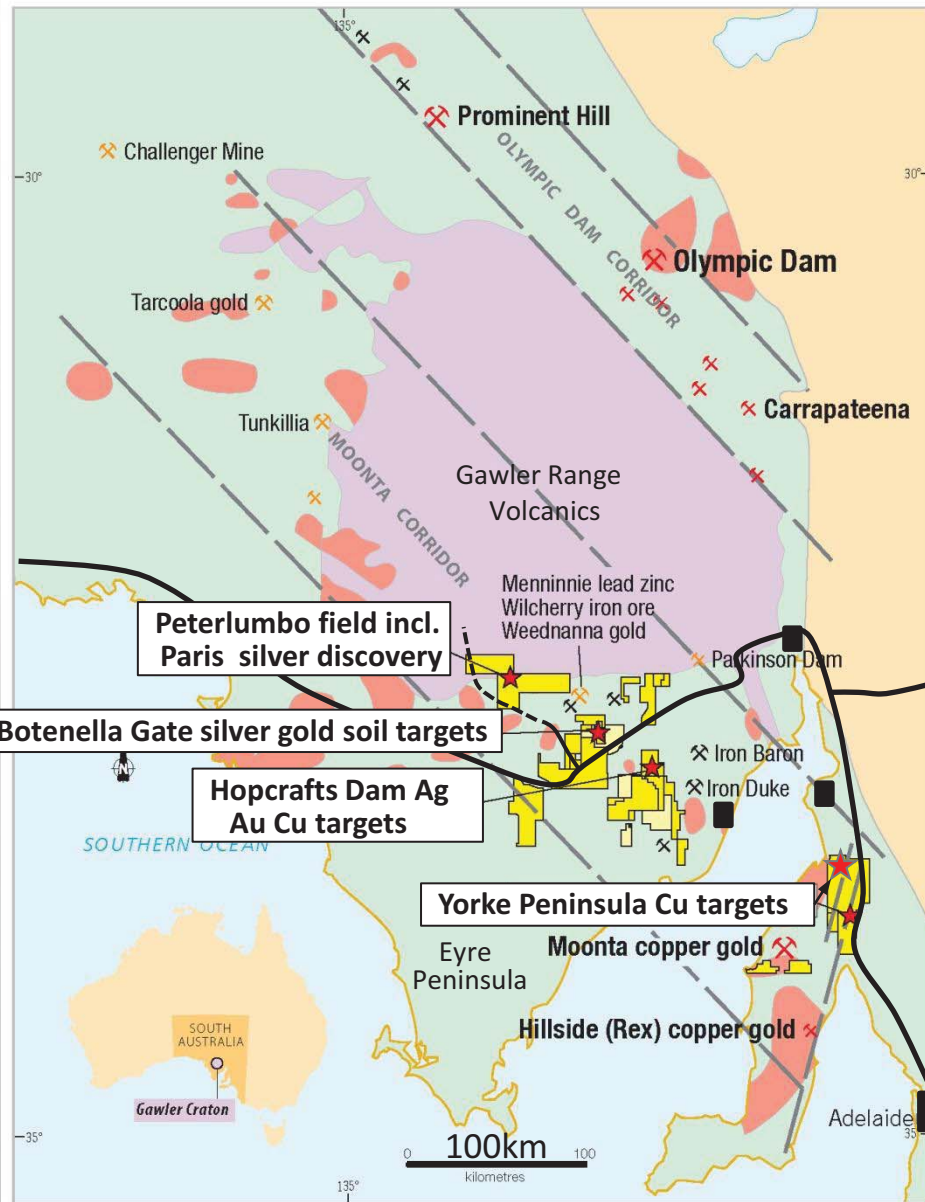 135°
Prominent Hill
Challenger Mine
30°
30°
OLYMPIC DAM CORRIDOR
Olympic Dam
Tarcoola gold
Carrapateena
Tunkillia
MOONTA CORRIDOR
Gawler Range
Volcanics
Menninnie lead zinc
Wilcherry iron ore
Weednanna gold
Peterlumbo field incl.
Paris silver discovery
Parkinson Dam
Botenella Gate silver gold soil targets
Iron Baron
N
Hopcrafts Dam Ag
Au Cu targets
Iron Duke
SOUTHERN OCEAN
Yorke Peninsula Cu targets
Moonta copper gold
Eyre
Peninsula
SOUTH
AUSTRALIA
Hillside (Rex) copper gold
Gawler Craton
Adelaide
35°
35°
100km
0 100
kilometres
135°